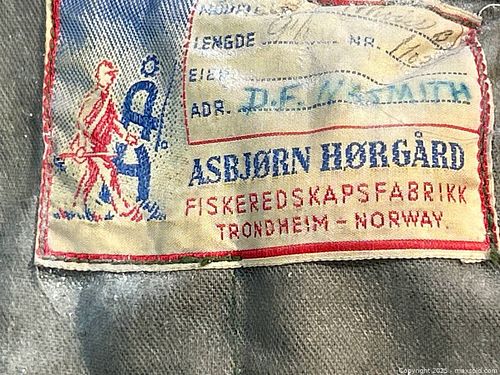 LENGDE NR.
EIER
ADR. D.F. NASMITH
ASBJØRN HØRGÅRD
FISKEREDSKAPSFABRIKK
TRONDHEIM – NORWAY.
Copyright 2025 - maxsold.com